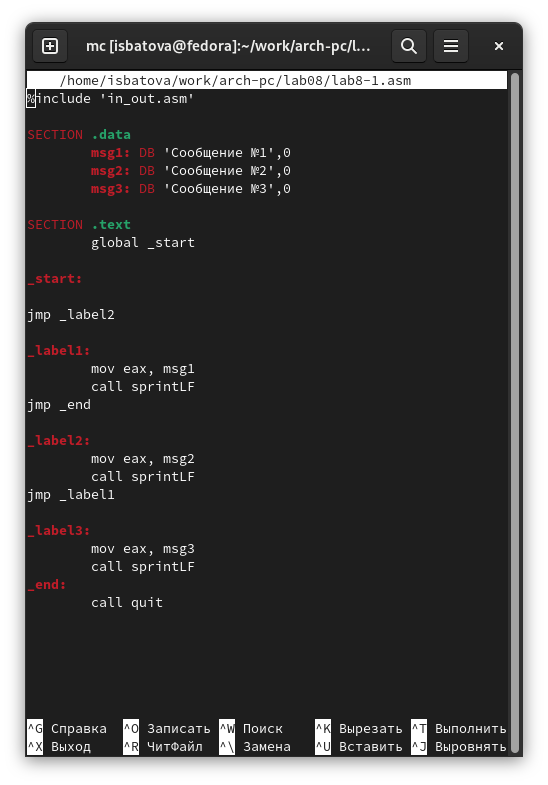 mc [isbatova@fedora]:~/work/arch-pc/l...
/home/isbatova/work/arch-pc/lab08/lab8-1.asm
%include 'in_out.asm'
SECTION .data
msg1: DB 'Сообщение №1',0
msg2: DB 'Сообщение №2',0
msg3: DB 'Сообщение №3',0
SECTION .text
global _start
_start:
jmp _label2
_label1:
mov eax, msg1
call sprintLF
jmp _end
_label2:
mov eax, msg2
call sprintLF
jmp _label1
_label3:
mov eax, msg3
call sprintLF
_end:
call quit
^G Справка ^O Записать ^W Поиск ^K Вырезать ^T Выполнить
^X Выход ^R ЧитФайл ^\ Замена ^U Вставить ^J Выровнять